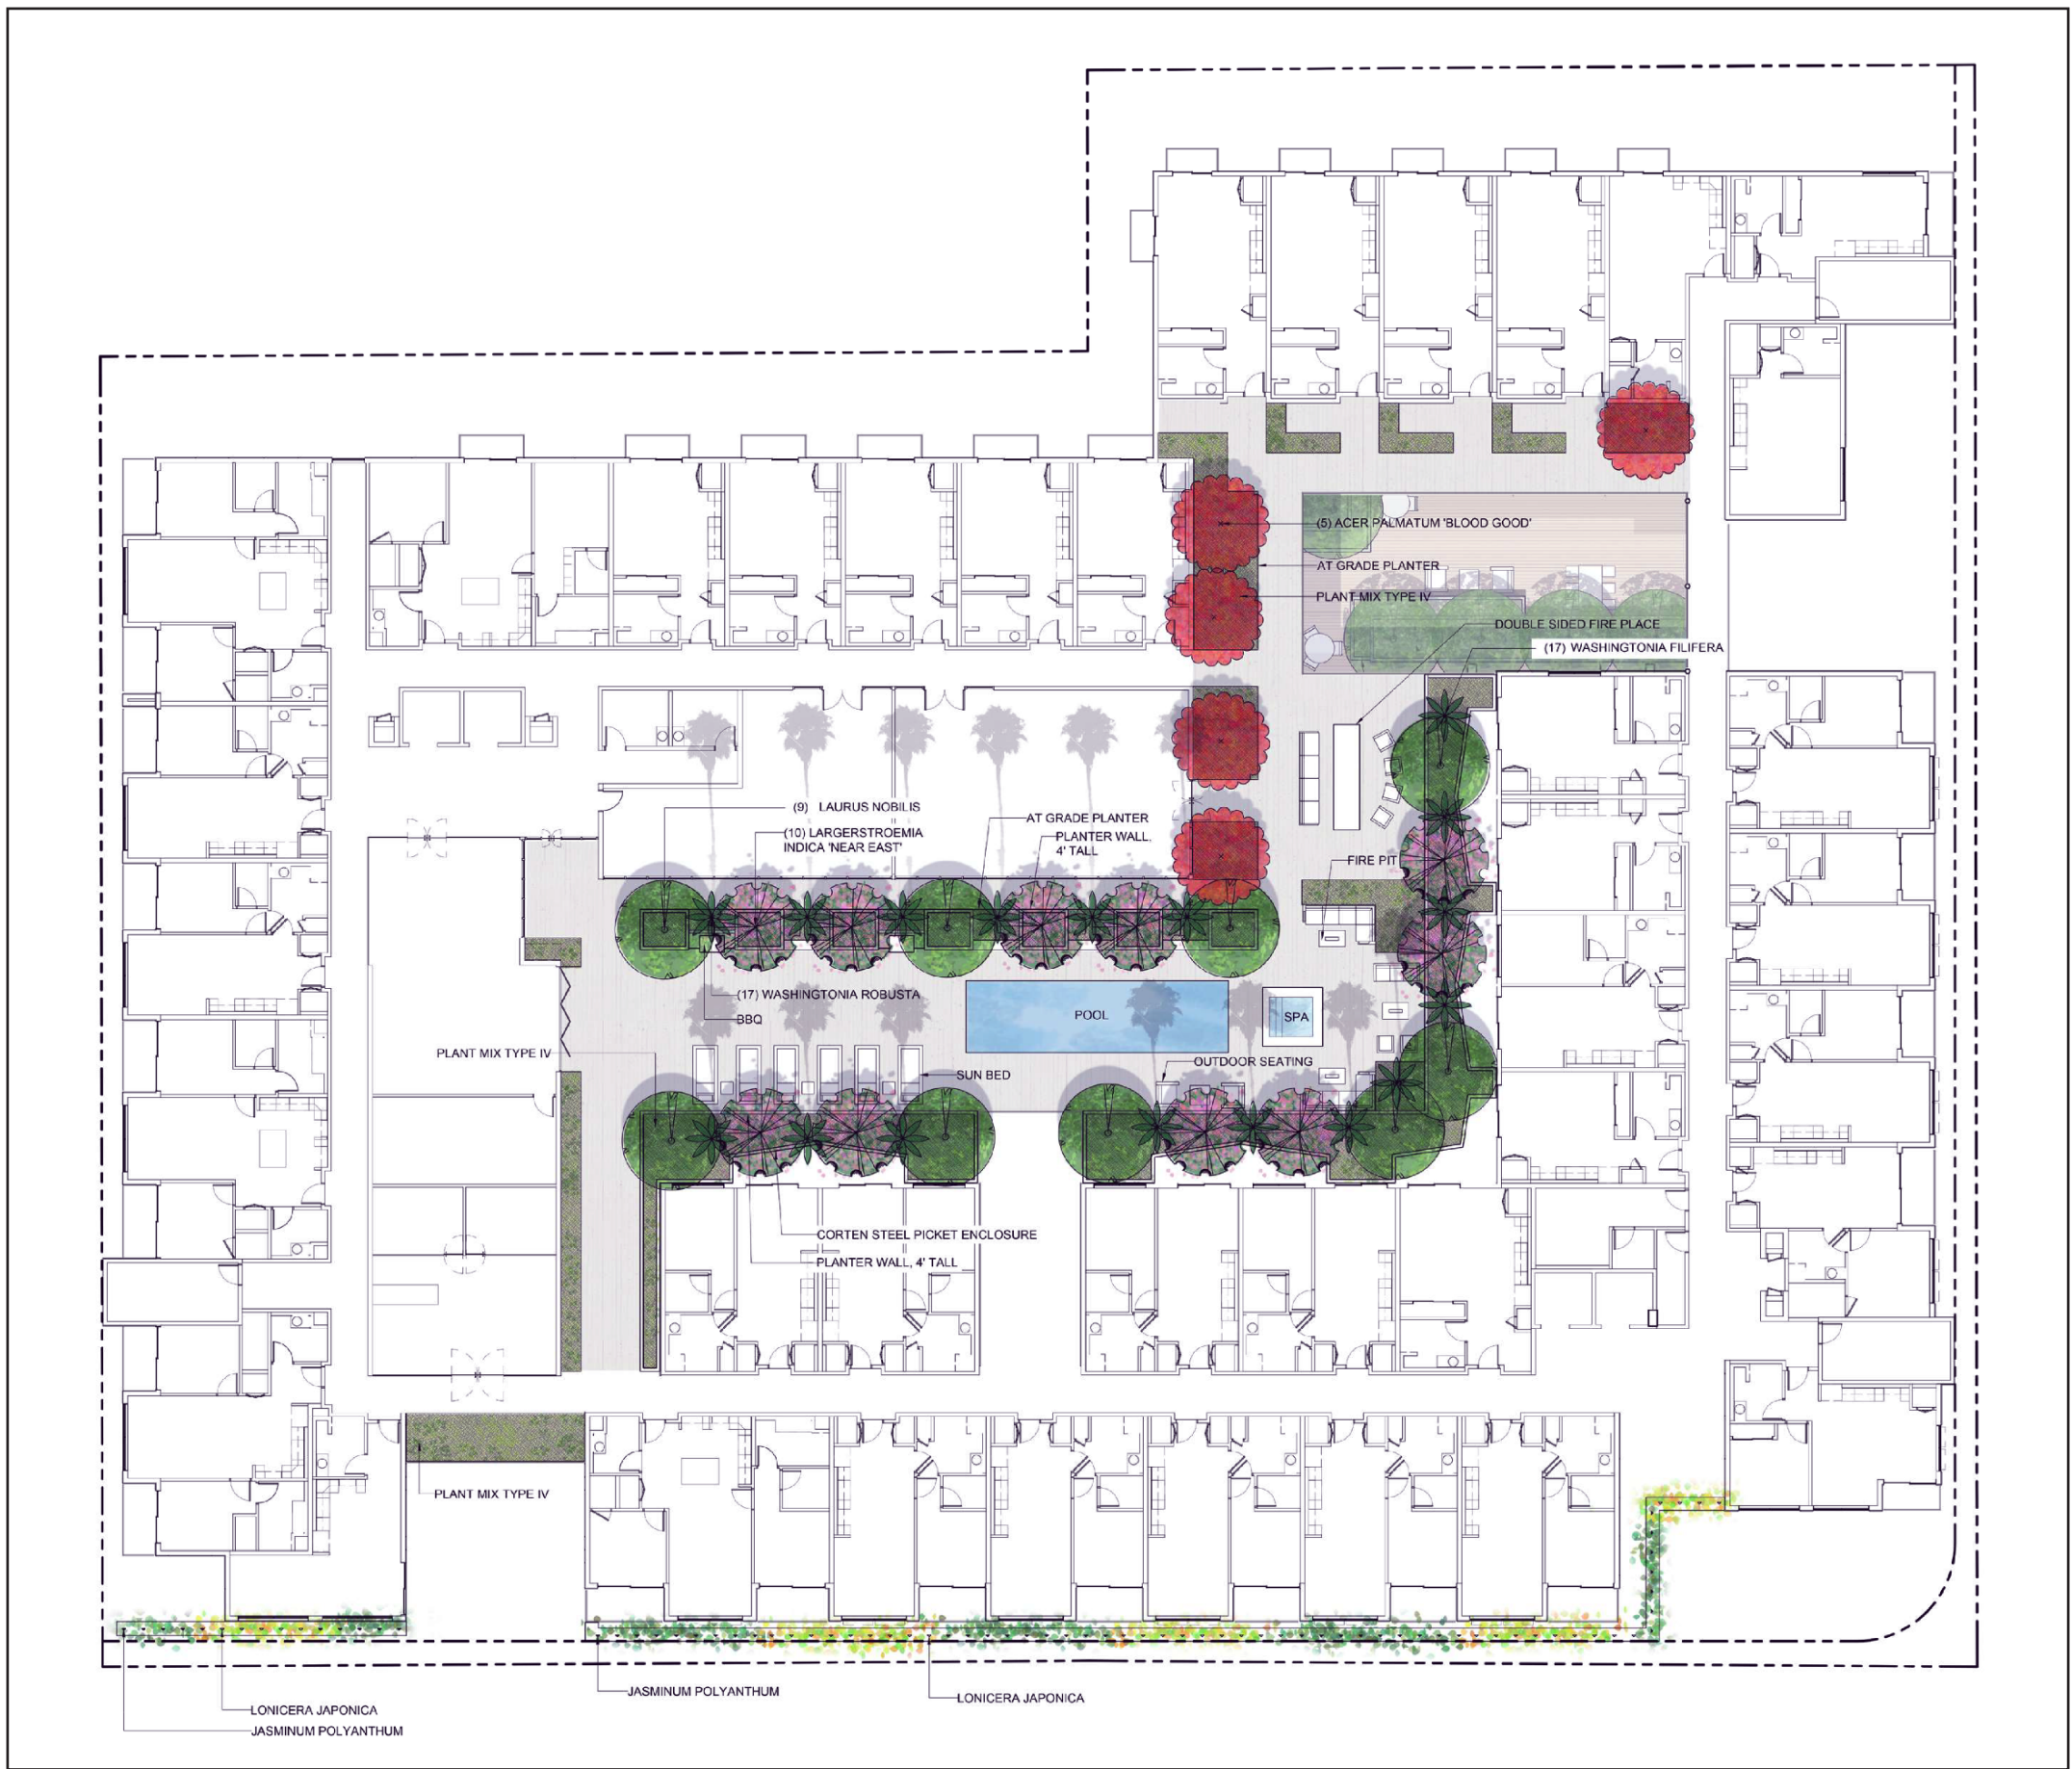 (5) ACER PALMATUM 'BLOOD GOOD'
AT GRADE PLANTER
PLANT MIX TYPE IV
DOUBLE SIDED FIRE PLACE
(17) WASHINGTONIA FILIFERA
(9) LAURUS NOBILIS
(10) LARGERSTROEMIA
INDICA 'NEAR EAST'
AT GRADE PLANTER
PLANTER WALL,
4' TALL
FIRE PIT
(17) WASHINGTONIA ROBUSTA
BBQ
POOL
SPA
PLANT MIX TYPE IV
OUTDOOR SEATING
SUN BED
CORTEN STEEL PICKET ENCLOSURE
PLANTER WALL, 4' TALL
PLANT MIX TYPE IV
JASMINUM POLYANTHUM
LONICERA JAPONICA
LONICERA JAPONICA
JASMINUM POLYANTHUM